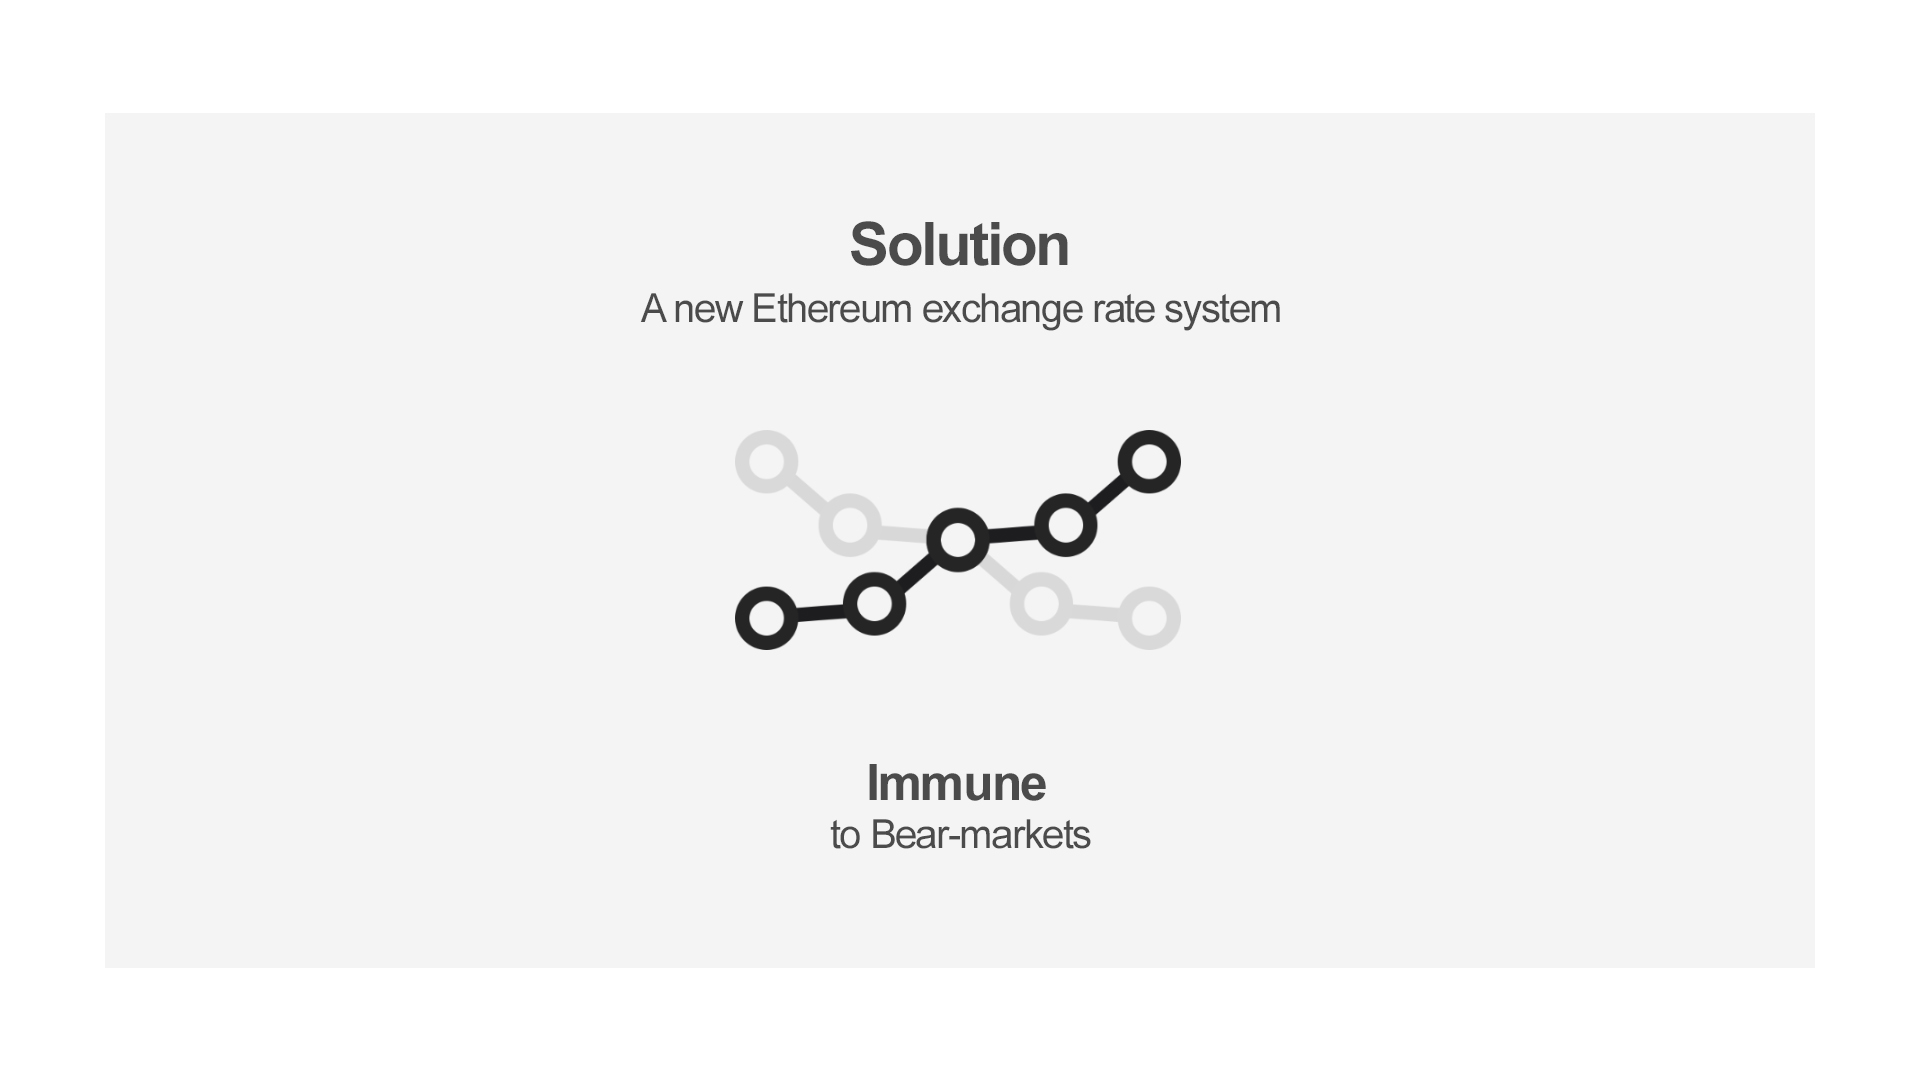 Solution
A new Ethereum exchange rate system
Immune
to Bear-markets